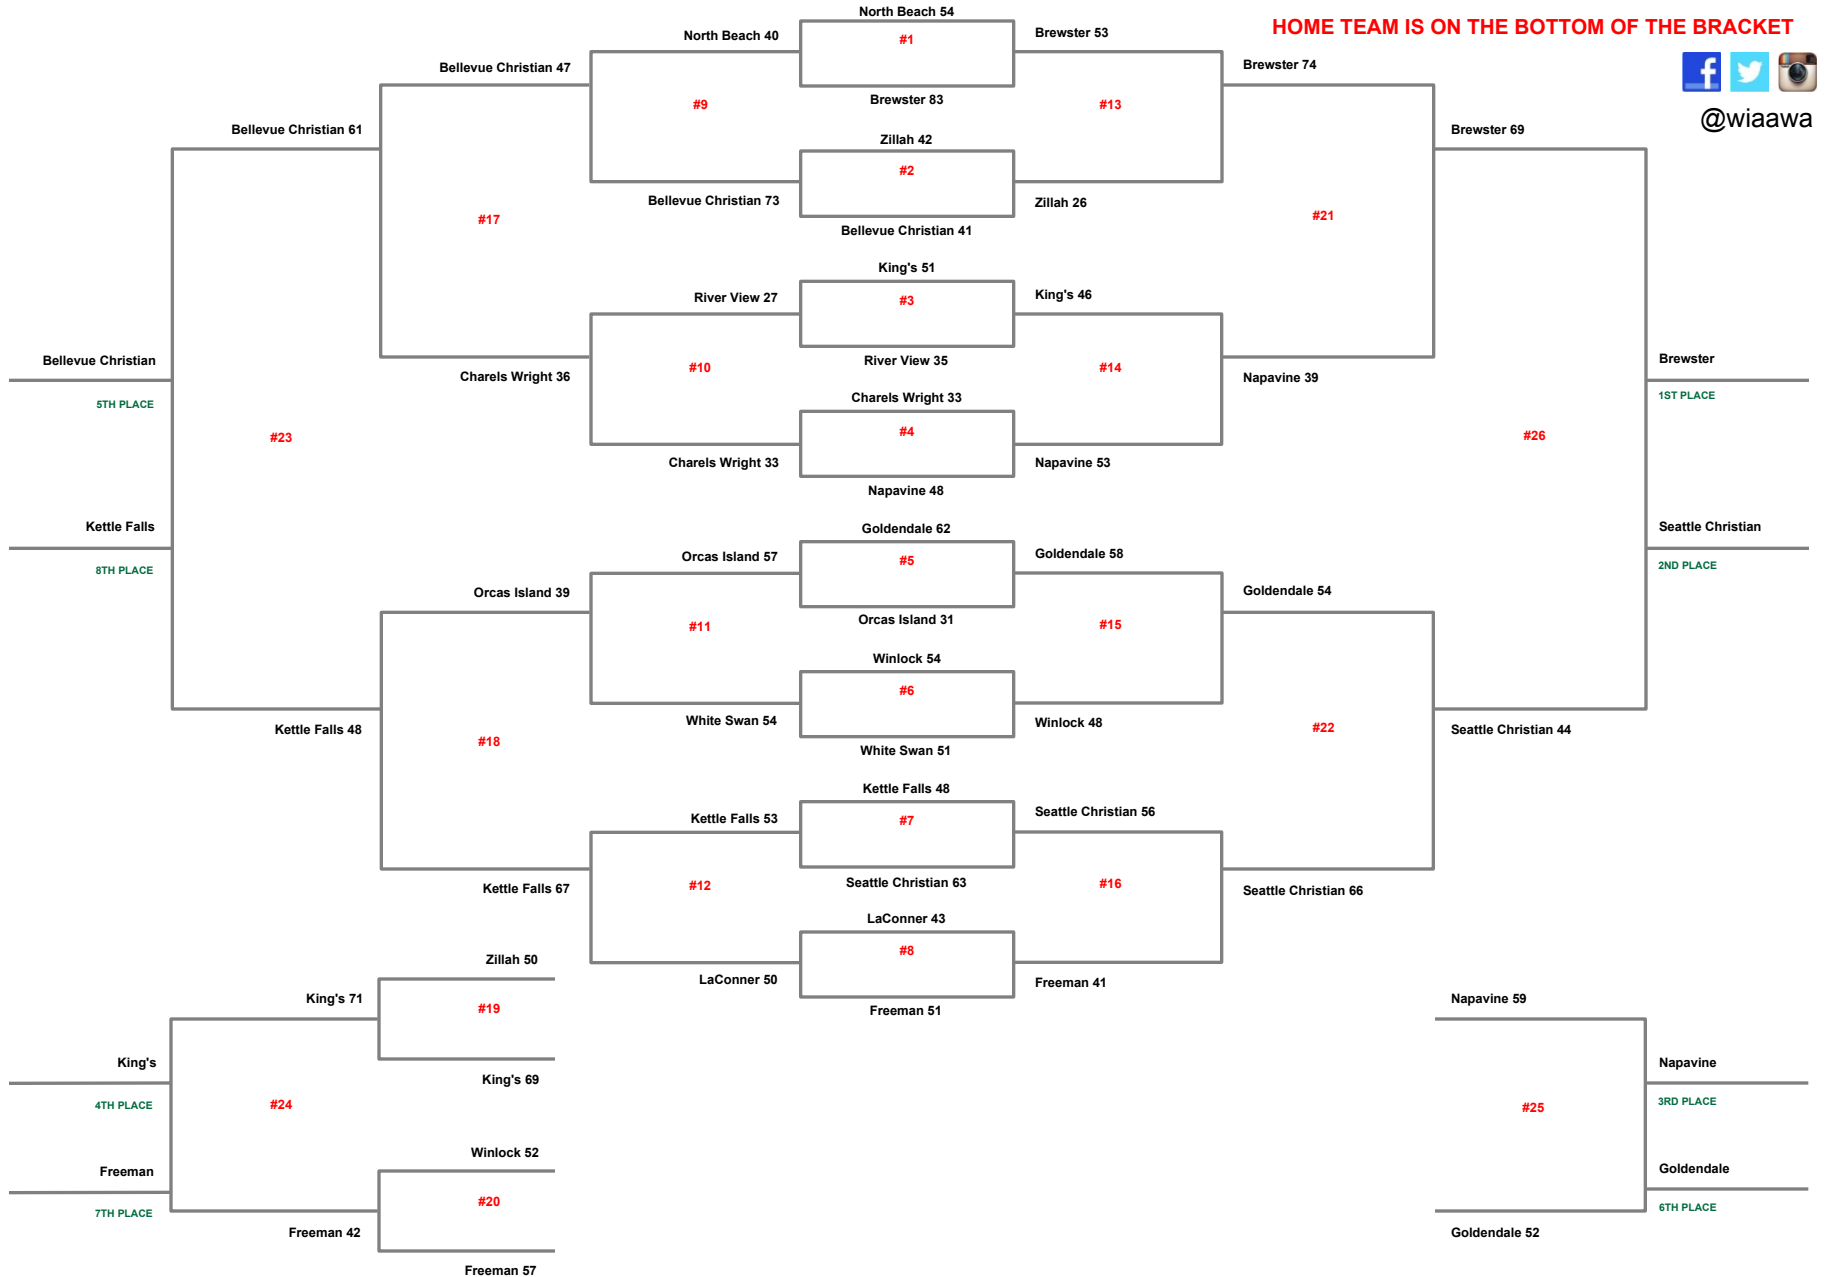 HOME TEAM IS ON THE BOTTOM OF THE BRACKET
@wiaawa
North Beach 54
#1
Brewster 83
Zillah 42
#2
Bellevue Christian 41
King's 51
#3
River View 35
Charels Wright 33
#4
Napavine 48
Goldendale 62
#5
Orcas Island 31
Winlock 54
#6
White Swan 51
Kettle Falls 48
#7
Seattle Christian 63
LaConner 43
#8
Freeman 51
North Beach 40
#9
Bellevue Christian 73
River View 27
#10
Charels Wright 33
Orcas Island 57
#11
White Swan 54
Kettle Falls 53
#12
LaConner 50
Brewster 53
#13
Zillah 26
King's 46
#14
Napavine 53
Goldendale 58
#15
Winlock 48
Seattle Christian 56
#16
Freeman 41
Bellevue Christian 47
#17
Charels Wright 36
Orcas Island 39
#18
Kettle Falls 67
Zillah 50
#19
King's 69
Winlock 52
#20
Freeman 57
Brewster 74
#21
Napavine 39
Goldendale 54
#22
Seattle Christian 66
Bellevue Christian 61
#23
Kettle Falls 48
Bellevue Christian
5TH PLACE
Kettle Falls
8TH PLACE
King's 71
#24
Freeman 42
King's
4TH PLACE
Freeman
7TH PLACE
Napavine 59
#25
Goldendale 52
Napavine
3RD PLACE
Goldendale
6TH PLACE
Brewster 69
#26
Seattle Christian 44
Brewster
1ST PLACE
Seattle Christian
2ND PLACE